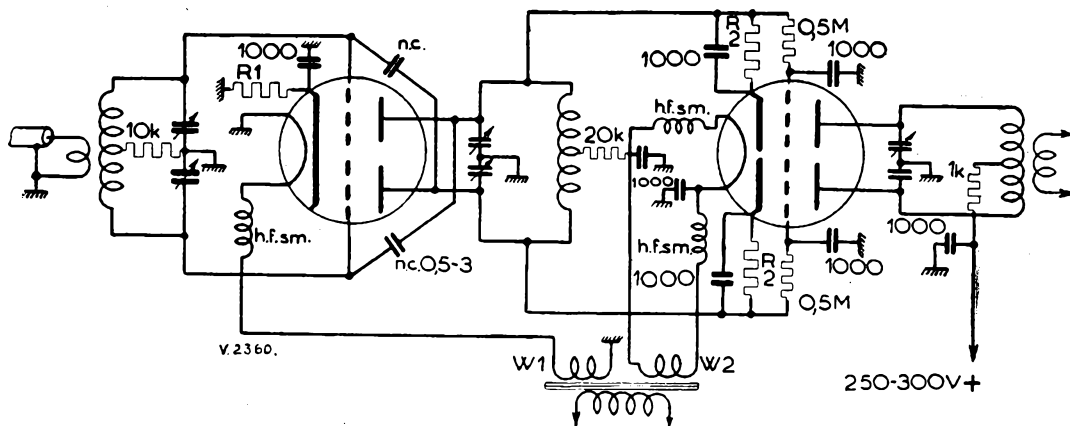 1000
n.c.
R1
10k
h.f.sm.
n.c.0,5-3
V.2360.
R
2
0,5M
1000
1000
h.f.sm.
20k
1000
h.f.sm.
1000
R
2
1000
0,5M
1k
1000
W1
W2
250-300V+